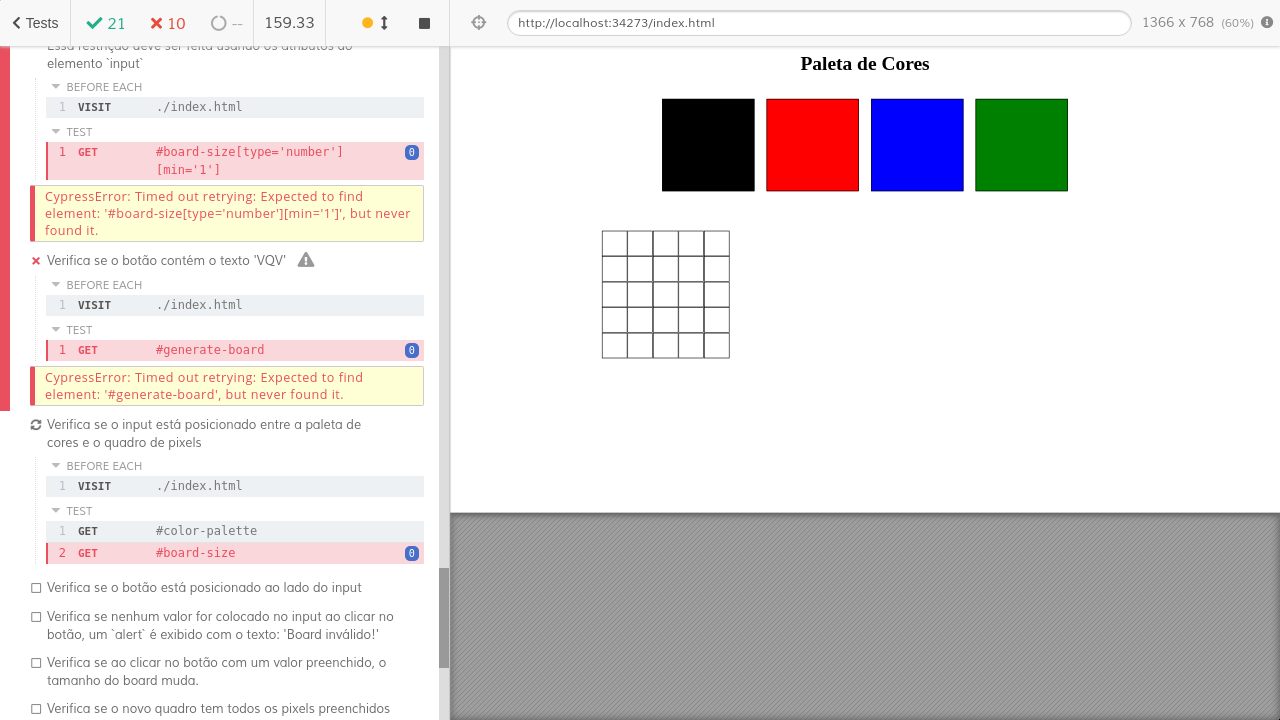 Tests
21
10
--
159.33
http://localhost:34273/index.html
1366 x 768 (60%)
Essa restrição deve ser feita usando os atributos do
elemento `input`
BEFORE EACH
1 VISIT ./index.html
TEST
1 GET #board-size[type='number'] 0
[min='1']
CypressError: Timed out retrying: Expected to find
element: '#board-size[type='number'][min='1']', but never
found it.
Verifica se o botão contém o texto 'VQV'
BEFORE EACH
1 VISIT ./index.html
TEST
1 GET #generate-board 0
CypressError: Timed out retrying: Expected to find
element: '#generate-board', but never found it.
Verifica se o input está posicionado entre a paleta de
cores e o quadro de pixels
BEFORE EACH
1 VISIT ./index.html
TEST
1 GET #color-palette
2 GET #board-size 0
Verifica se o botão está posicionado ao lado do input
Verifica se nenhum valor for colocado no input ao clicar no
botão, um `alert` é exibido com o texto: 'Board inválido!'
Verifica se ao clicar no botão com um valor preenchido, o
tamanho do board muda.
Verifica se o novo quadro tem todos os pixels preenchidos
Paleta de Cores